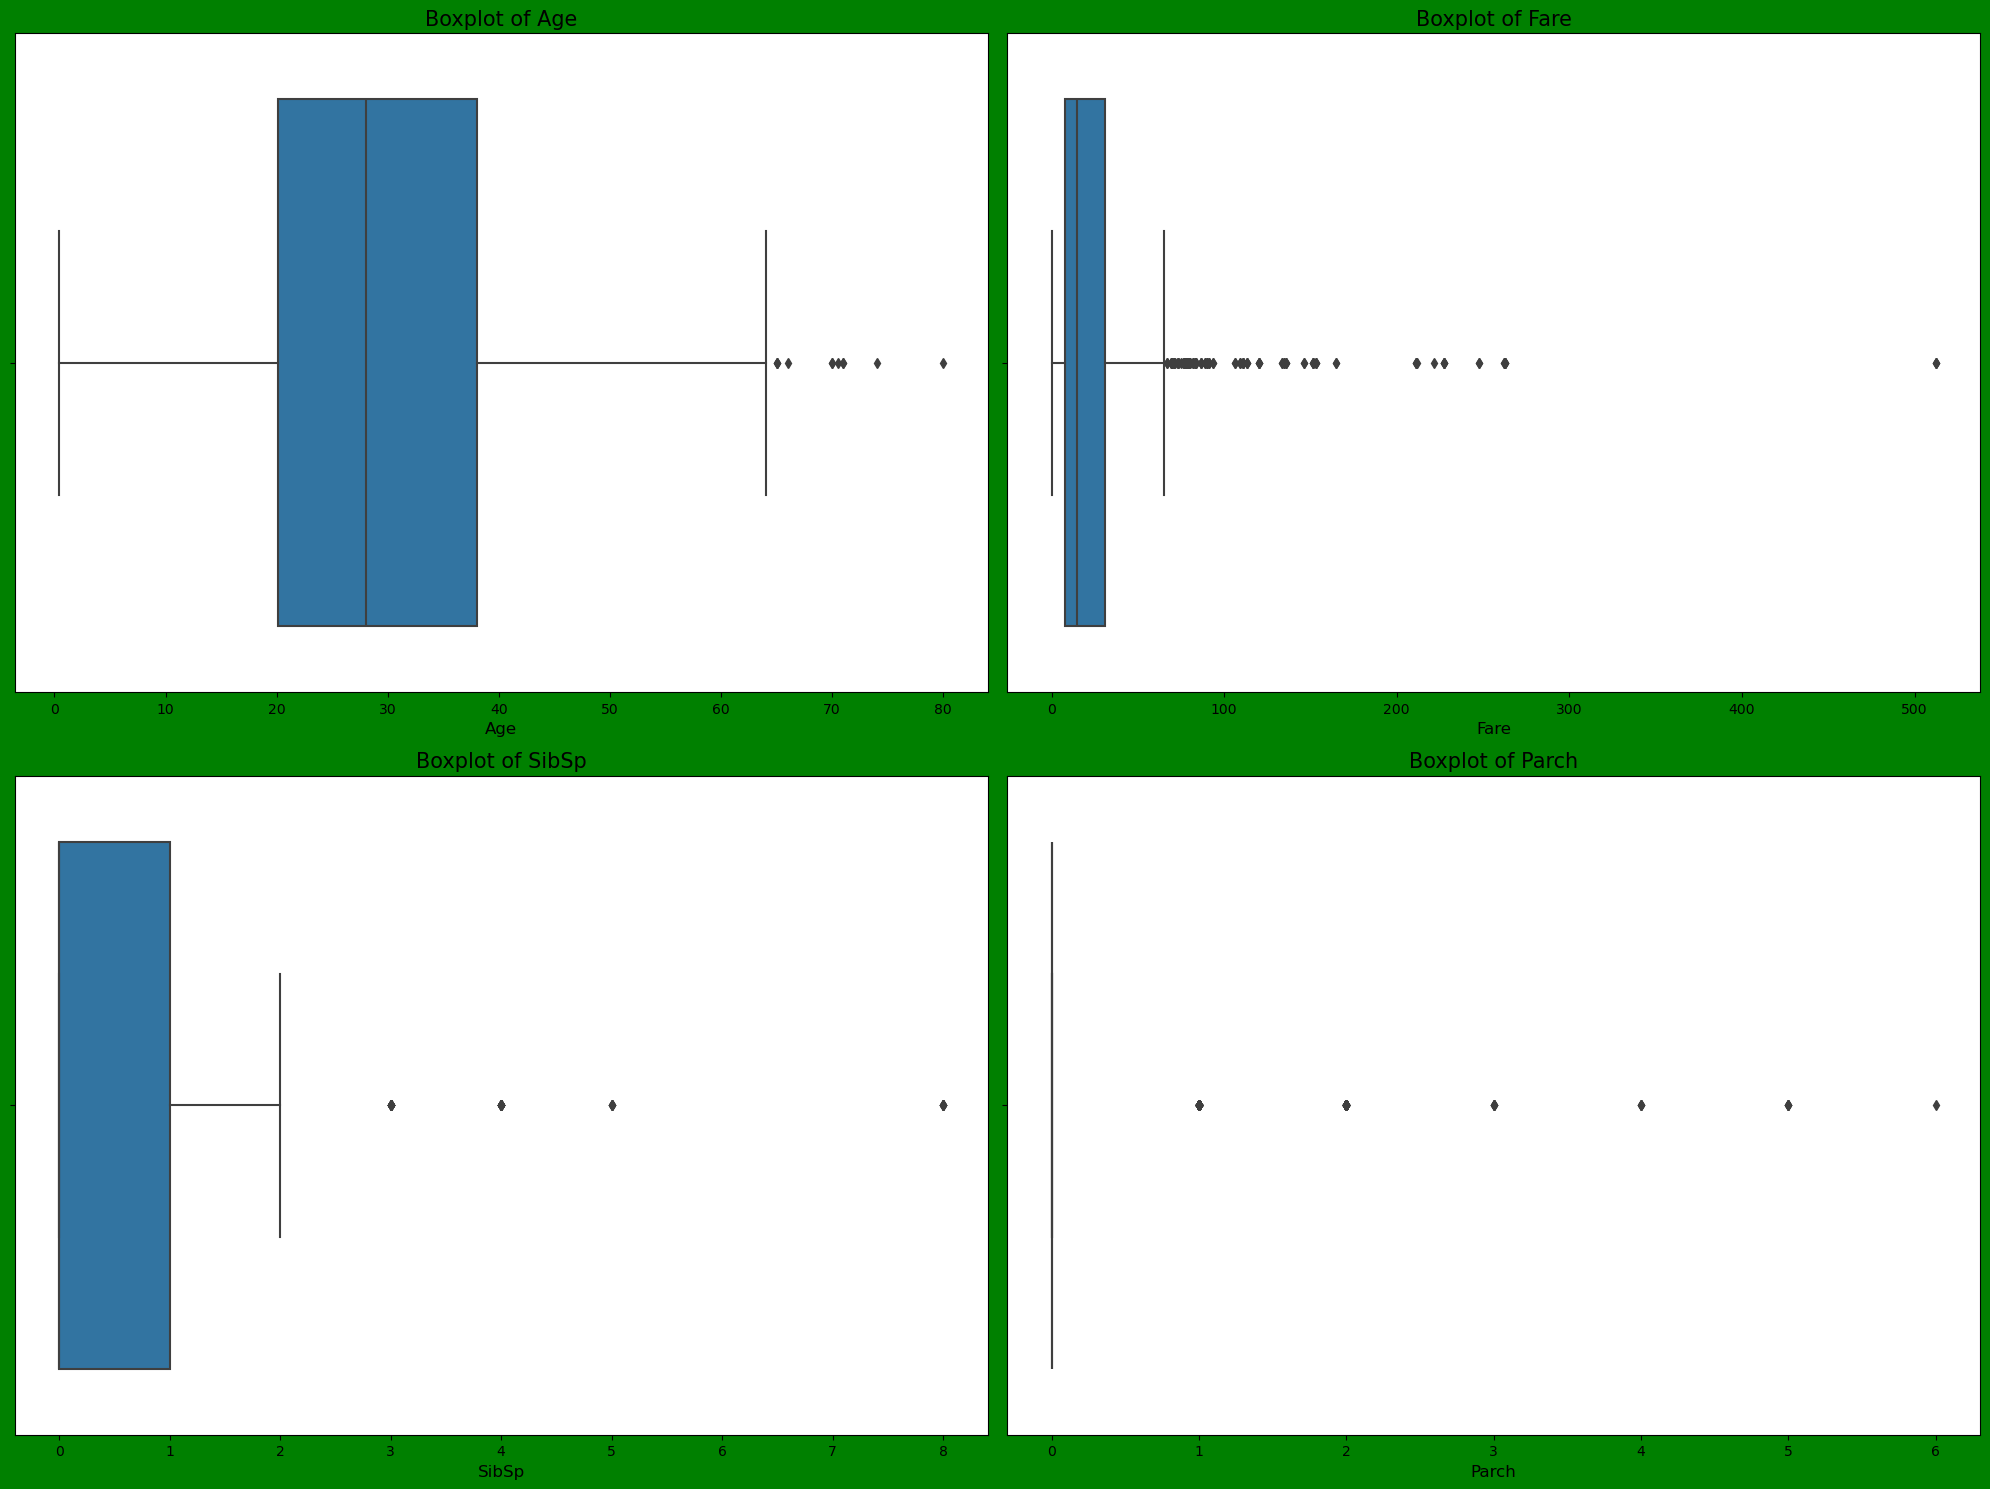 Boxplot of Age
0 10 20 30 40 50 60 70 80
Age
Boxplot of Fare
0 100 200 300 400 500
Fare
Boxplot of SibSp
0 1 2 3 4 5 6 7 8
SibSp
Boxplot of Parch
0 1 2 3 4 5 6
Parch